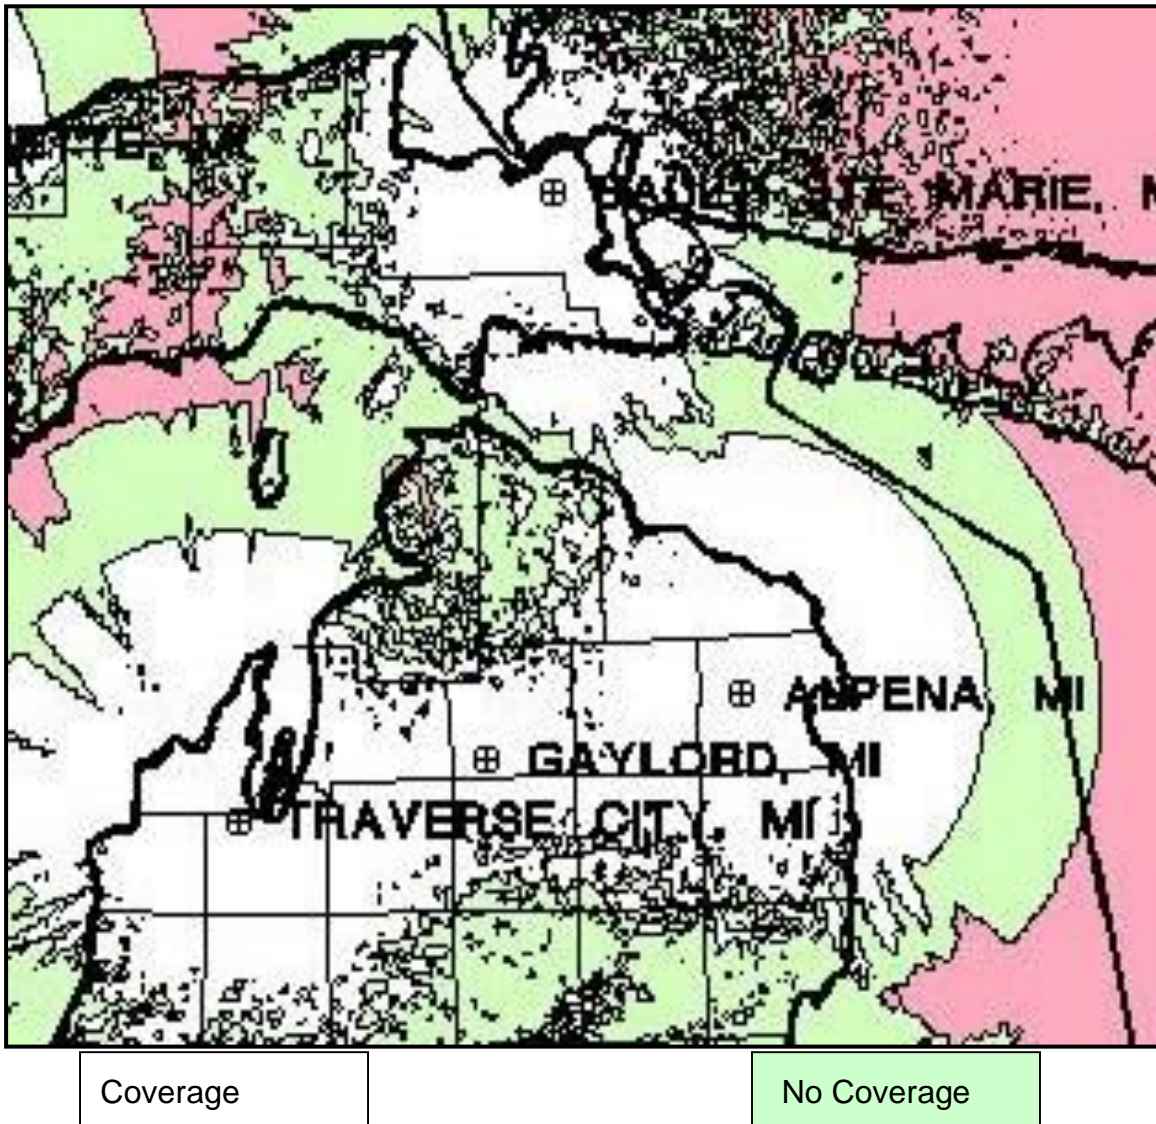 SAULT STE MARIE, M
ALPENA, MI
GAYLORD, MI
TRAVERSE CITY, MI
Coverage
No Coverage